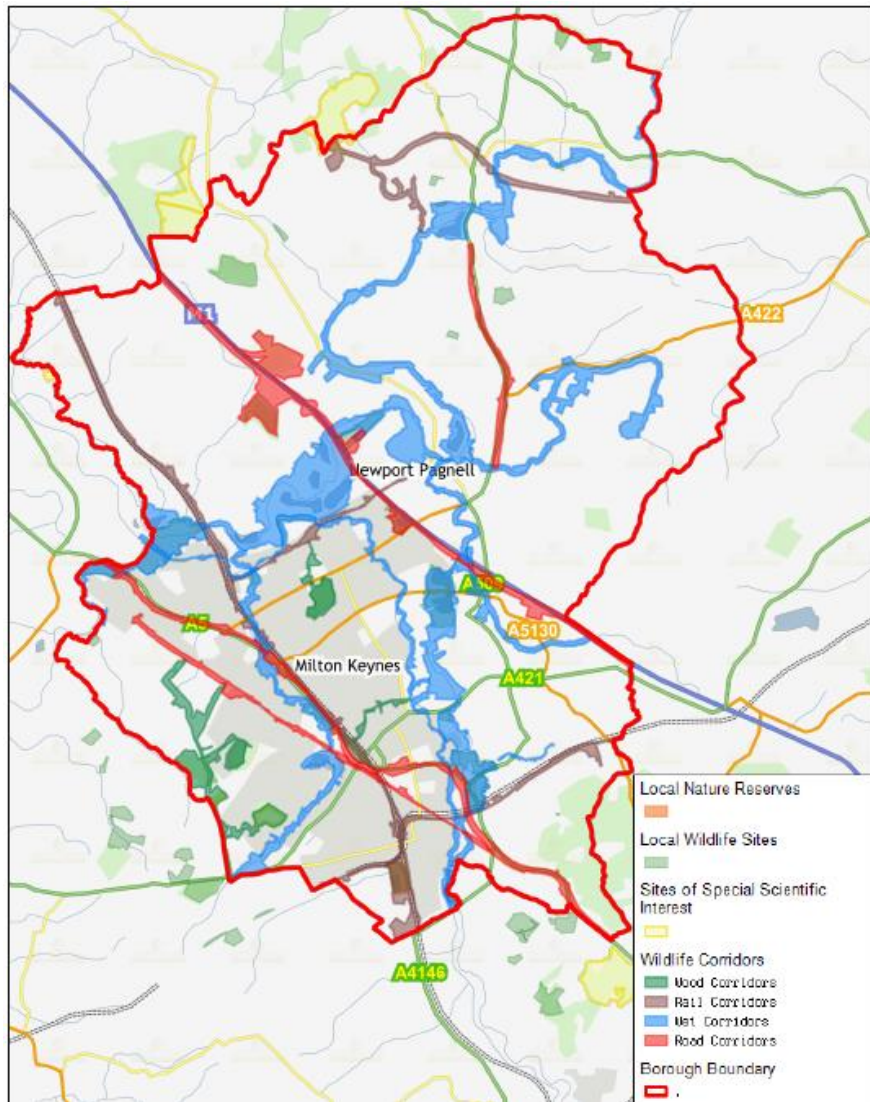 M1
A422
Newport Pagnell
A509
A5130
A5
Milton Keynes
A421
A4146
Local Nature Reserves
Local Wildlife Sites
Sites of Special Scientific
Interest
Wildlife Corridors
Wood Corridors
Rail Corridors
Wet Corridors
Road Corridors
Borough Boundary
.